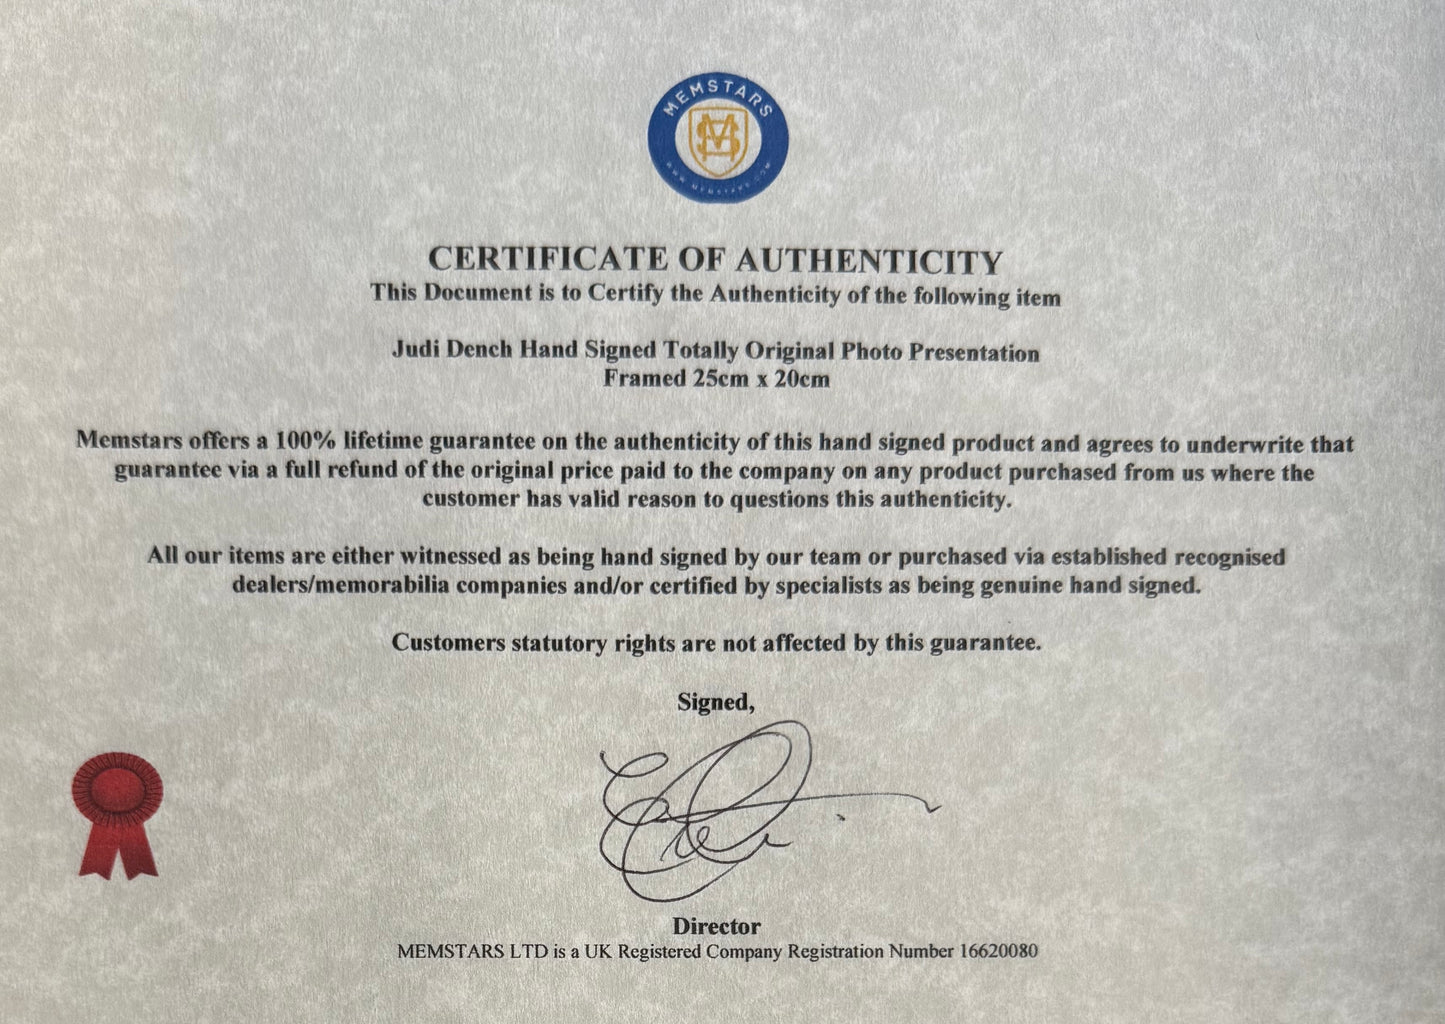 MEMSTARS
MS
WWW.MEMSTARS.COM
CERTIFICATE OF AUTHENTICITY
This Document is to Certify the Authenticity of the following item
Judi Dench Hand Signed Totally Original Photo Presentation
Framed 25cm x 20cm
Memstars offers a 100% lifetime guarantee on the authenticity of this hand signed product and agrees to underwrite that
guarantee via a full refund of the original price paid to the company on any product purchased from us where the
customer has valid reason to questions this authenticity.
All our items are either witnessed as being hand signed by our team or purchased via established recognised
dealers/memorabilia companies and/or certified by specialists as being genuine hand signed.
Customers statutory rights are not affected by this guarantee.
Signed,
Director
MEMSTARS LTD is a UK Registered Company Registration Number 16620080